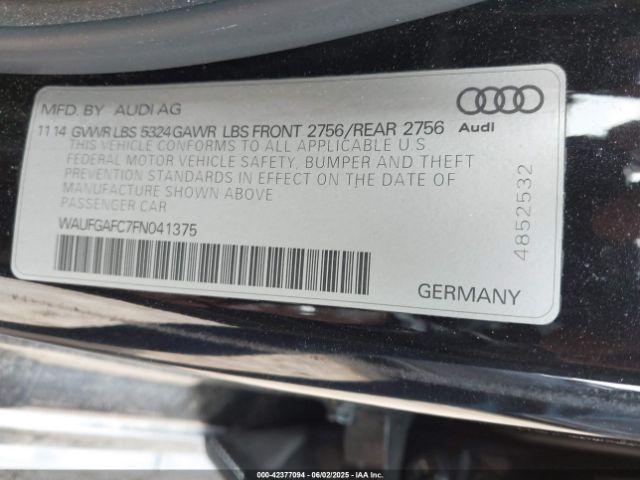 MFD. BY AUDI AG
11 14 GVWR LBS 5324 GAWR LBS FRONT 2756/REAR 2756
Audi
THIS VEHICLE CONFORMS TO ALL APPLICABLE U.S
FEDERAL MOTOR VEHICLE SAFETY, BUMPER AND THEFT
PREVENTION STANDARDS IN EFFECT ON THE DATE OF
MANUFACTURE SHOWN ABOVE
PASSENGER CAR
WAUFGAFC7FN041375
4852532
GERMANY
000-42377094 | 06/02/2025 - IAA Inc.